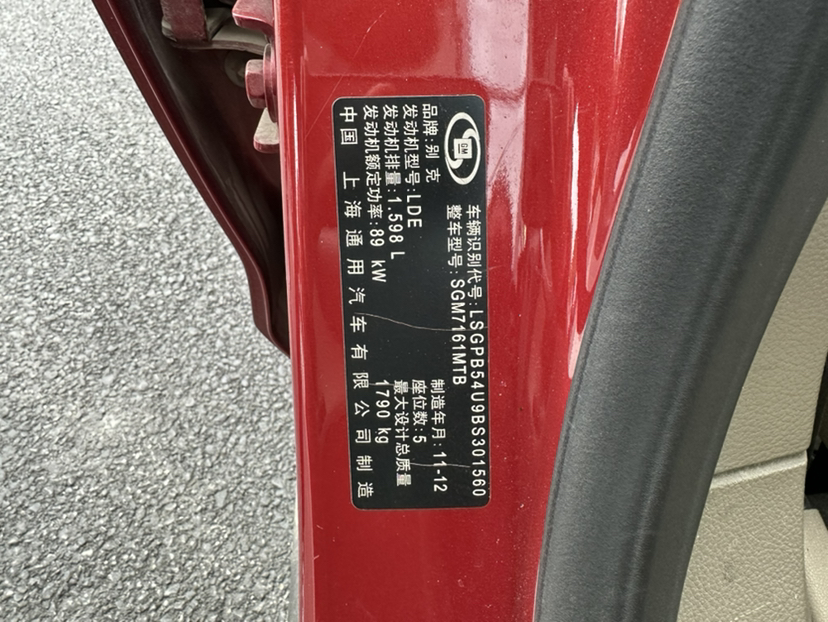 GM
车辆识别代号:LSGPB54U9BS301560
整车型号:SGM7161MTB
品牌:别克
制造年月:11-12
发动机型号:LDE
座位数:5
发动机排量:1.598 L
最大设计总质量
发动机额定功率:89 kW
1790 kg
中国 上海通用汽车有限公司制造